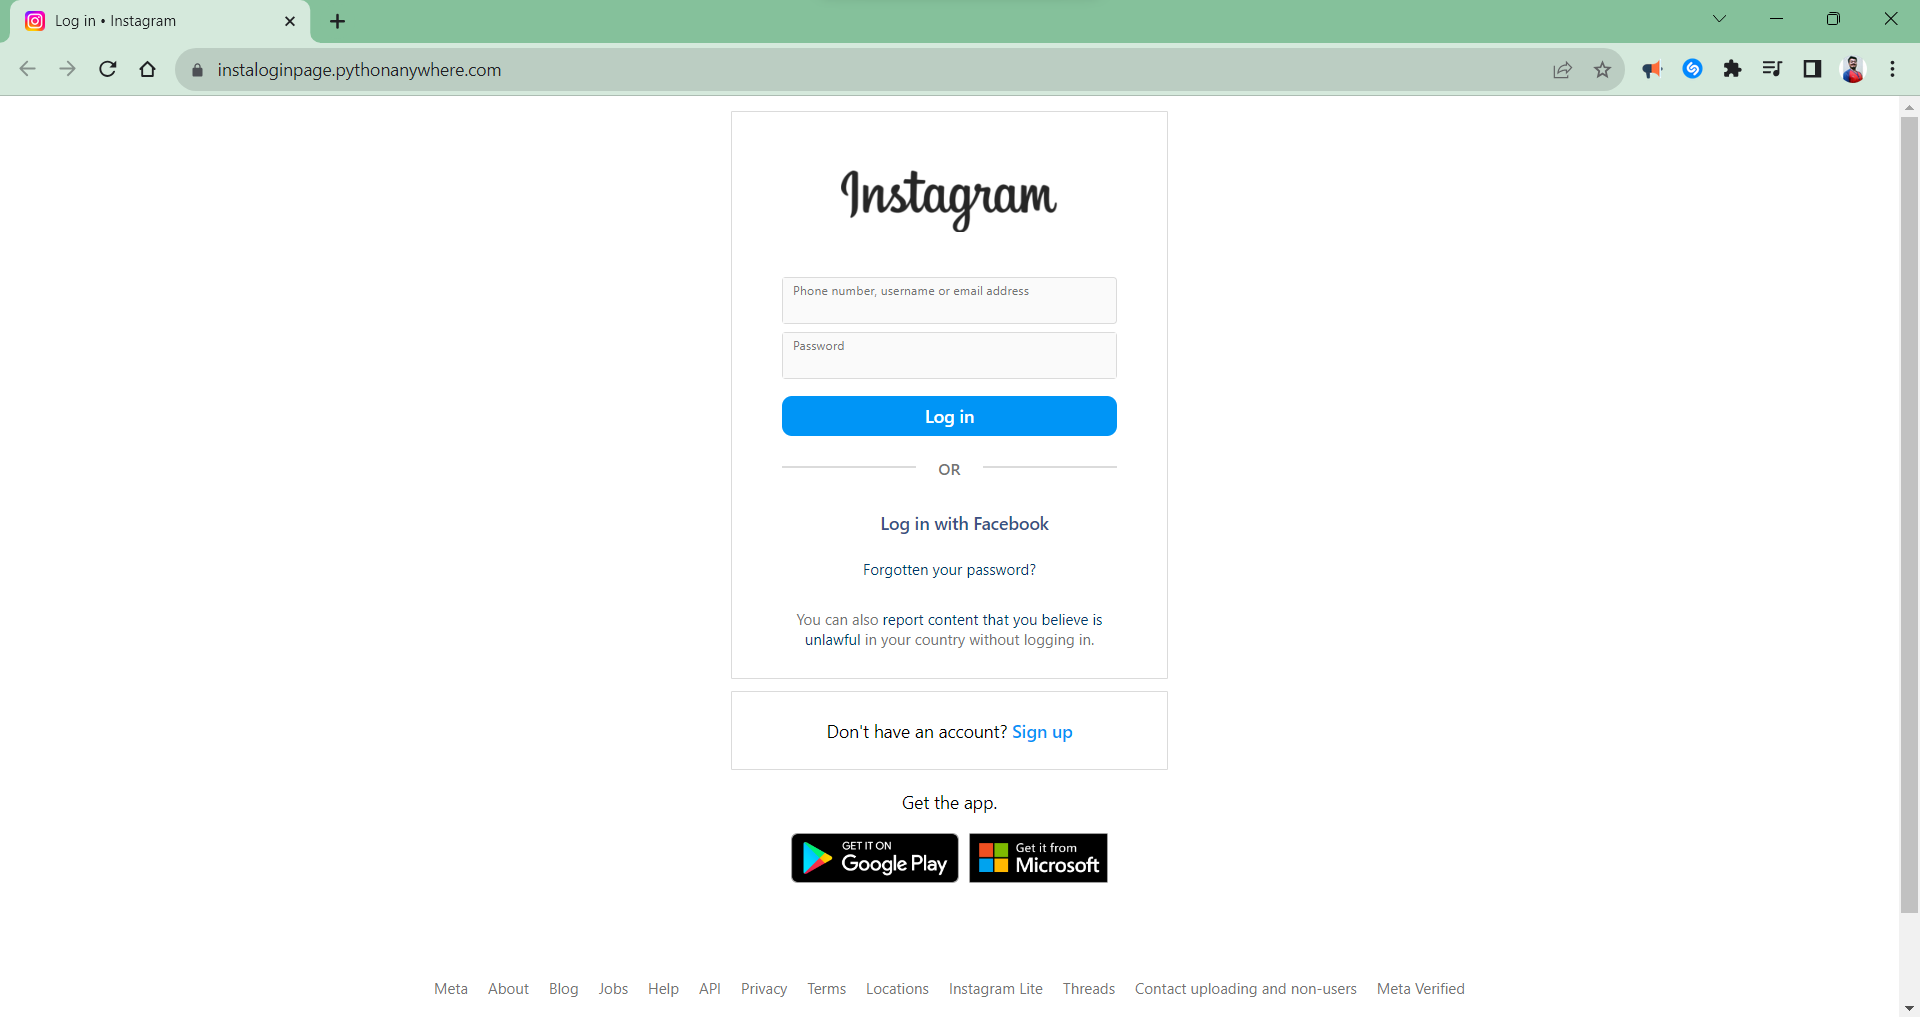 Log in • Instagram
instaloginpage.pythonanywhere.com
Instagram
Phone number, username or email address
Password
Log in
OR
Log in with Facebook
Forgotten your password?
You can also report content that you believe is
unlawful in your country without logging in.
Don't have an account? Sign up
Get the app.
GET IT ON
Google Play
Get it from
Microsoft
Meta About Blog Jobs Help API Privacy Terms Locations Instagram Lite Threads Contact uploading and non-users Meta Verified